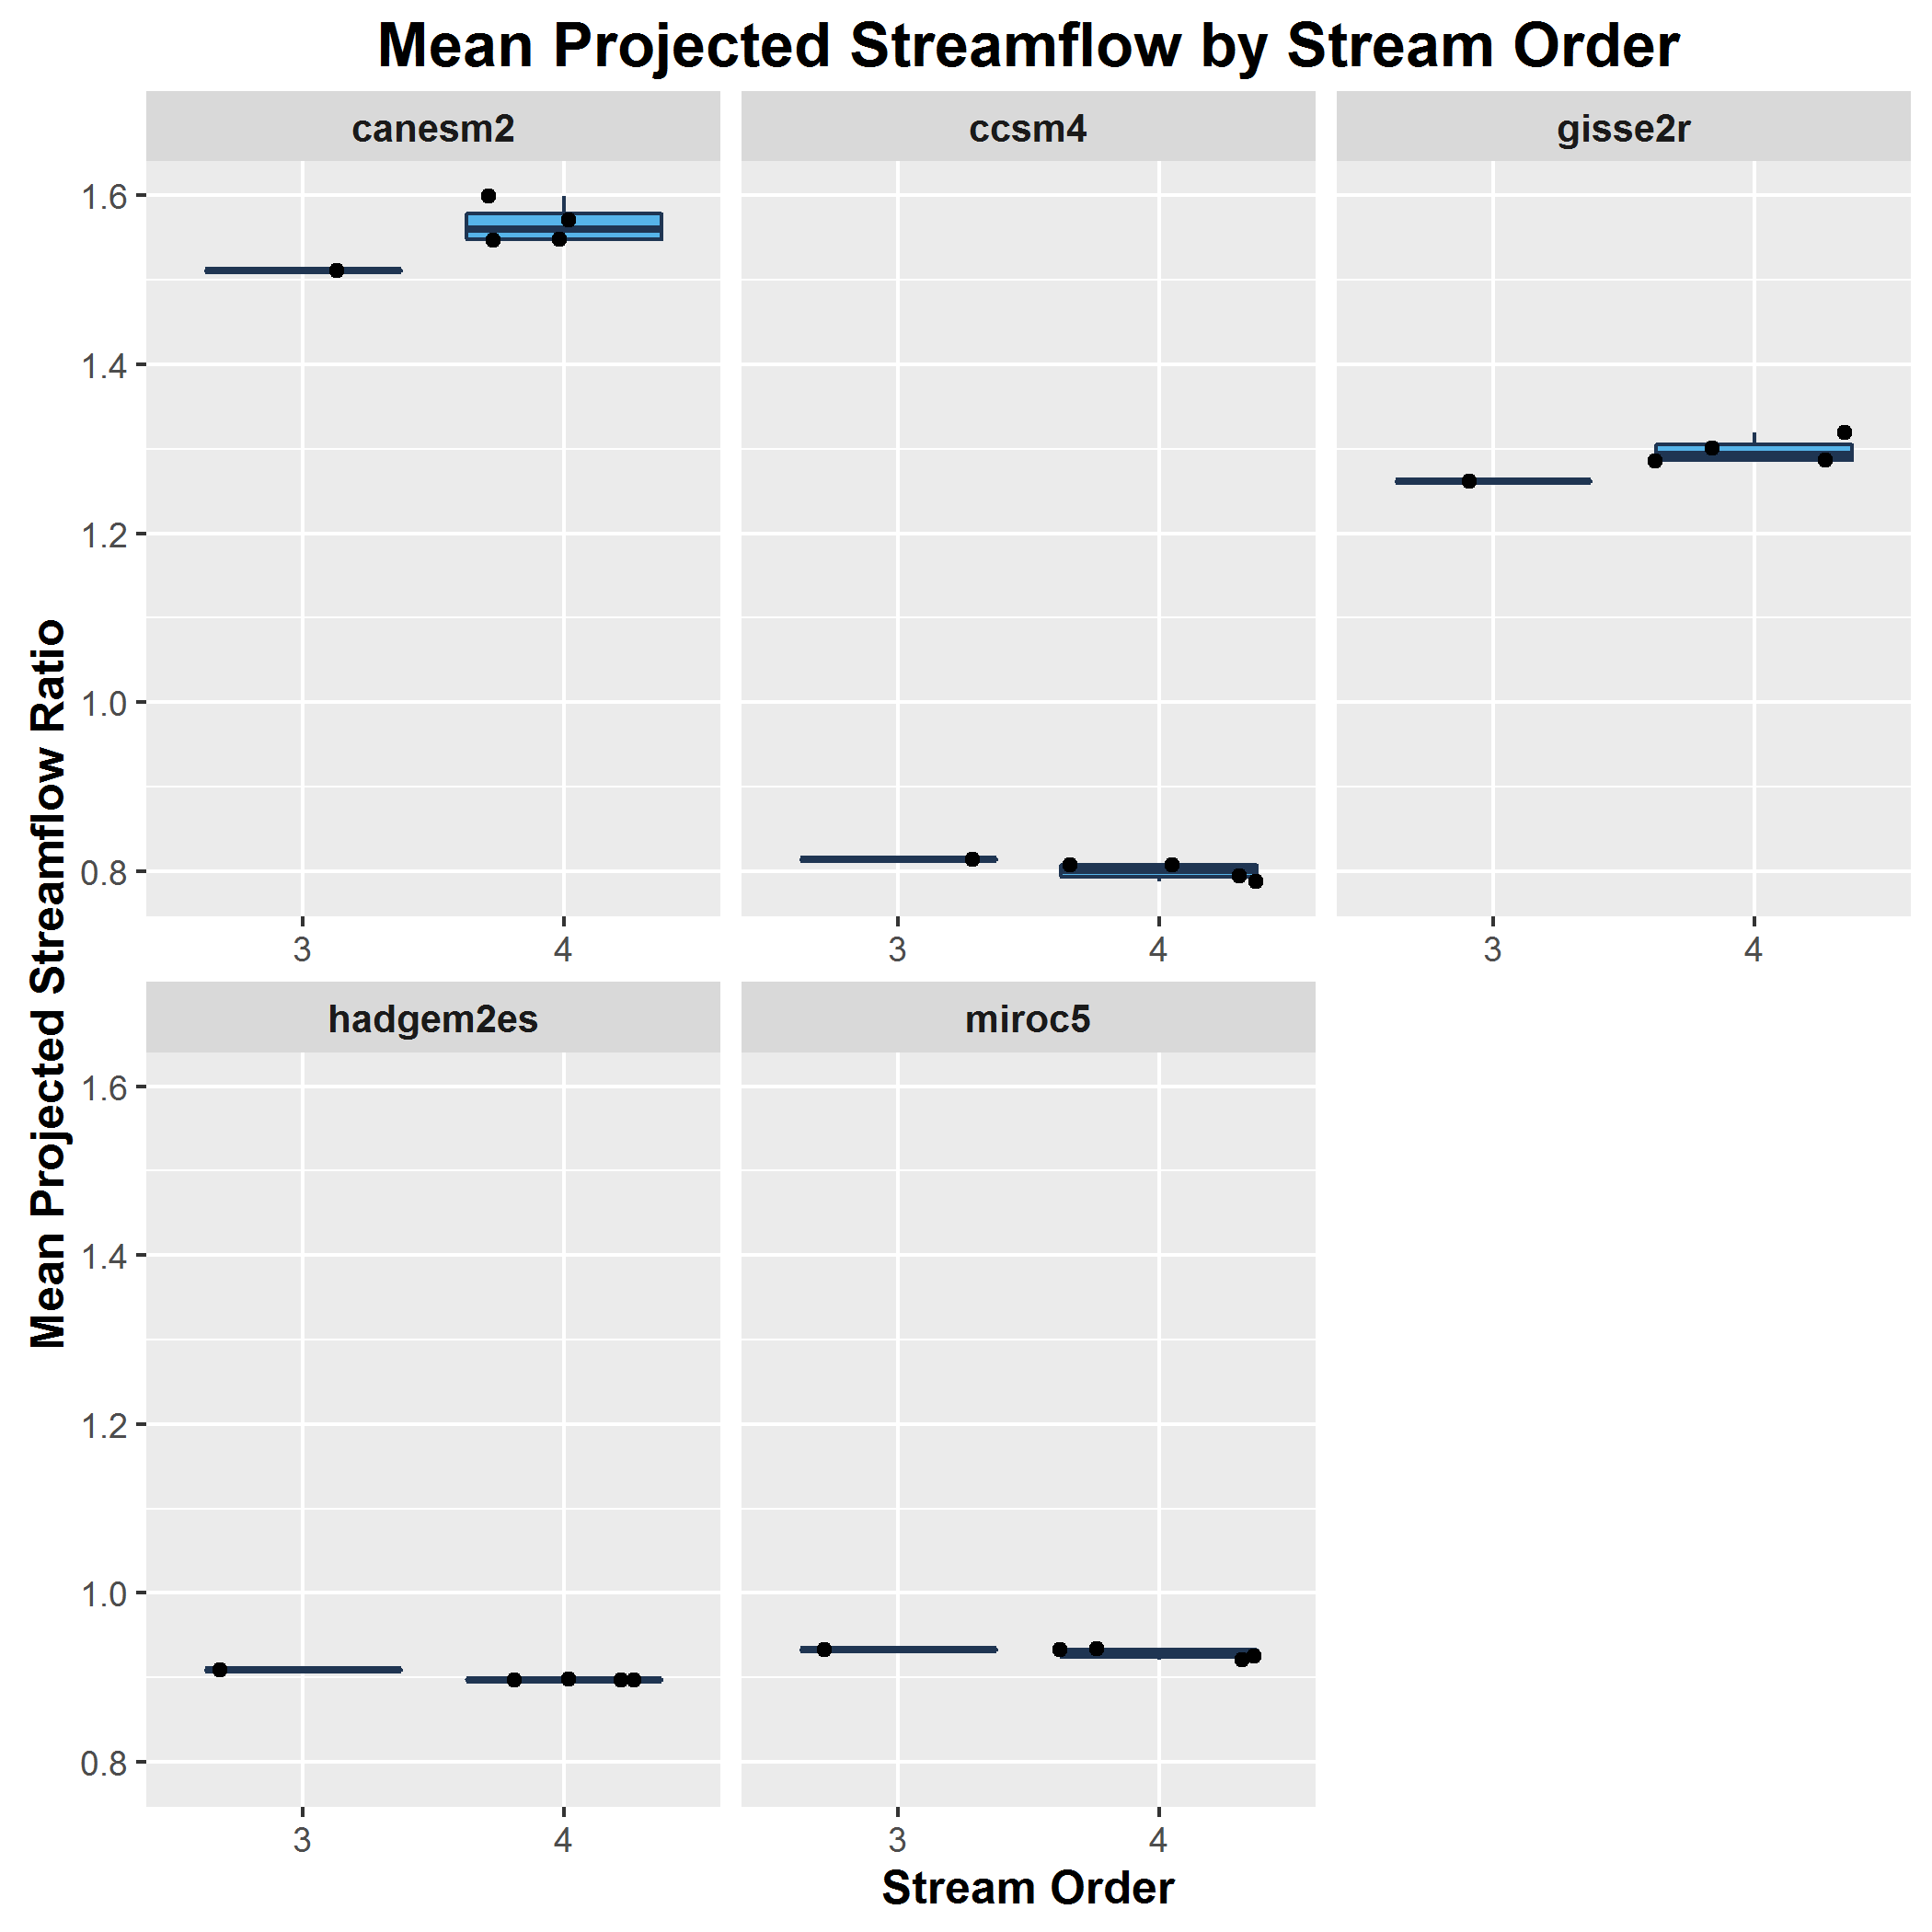 Mean Projected Streamflow by Stream Order
canesm2
ccsm4
gisse2r
1.6
1.4
1.2
1.0
0.8
3 4
3 4
3 4
Mean Projected Streamflow Ratio
hadgem2es
miroc5
1.6
1.4
1.2
1.0
0.8
3 4
3 4
Stream Order